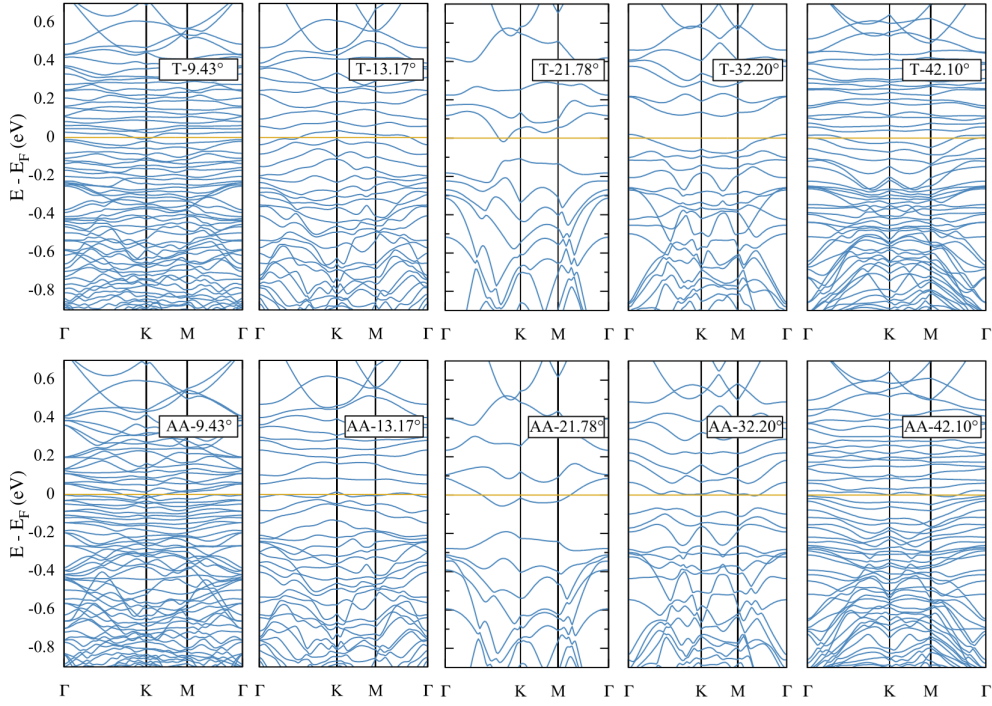 0.6
0.4
0.2
0
-0.2
-0.4
-0.6
-0.8
E - E_F (eV)
T-9.43°
T-13.17°
T-21.78°
T-32.20°
T-42.10°
Γ K M Γ
Γ K M Γ
Γ K M Γ
Γ K M Γ
Γ K M Γ
0.6
0.4
0.2
0
-0.2
-0.4
-0.6
-0.8
E - E_F (eV)
AA-9.43°
AA-13.17°
AA-21.78°
AA-32.20°
AA-42.10°
Γ K M Γ
Γ K M Γ
Γ K M Γ
Γ K M Γ
Γ K M Γ